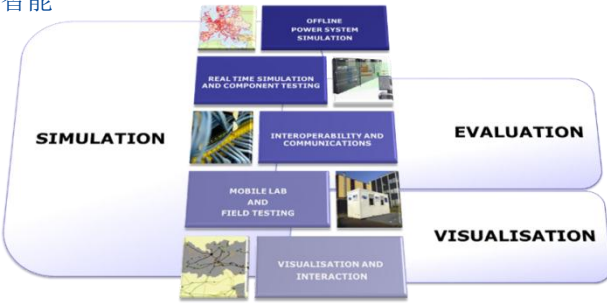 智能
OFFLINE
POWER SYSTEM
SIMULATION
REAL TIME SIMULATION
AND COMPONENT TESTING
SIMULATION
INTEROPERABILITY AND
COMMUNICATIONS
EVALUATION
MOBILE LAB
AND
FIELD TESTING
VISUALISATION
VISUALISATION AND
INTERACTION